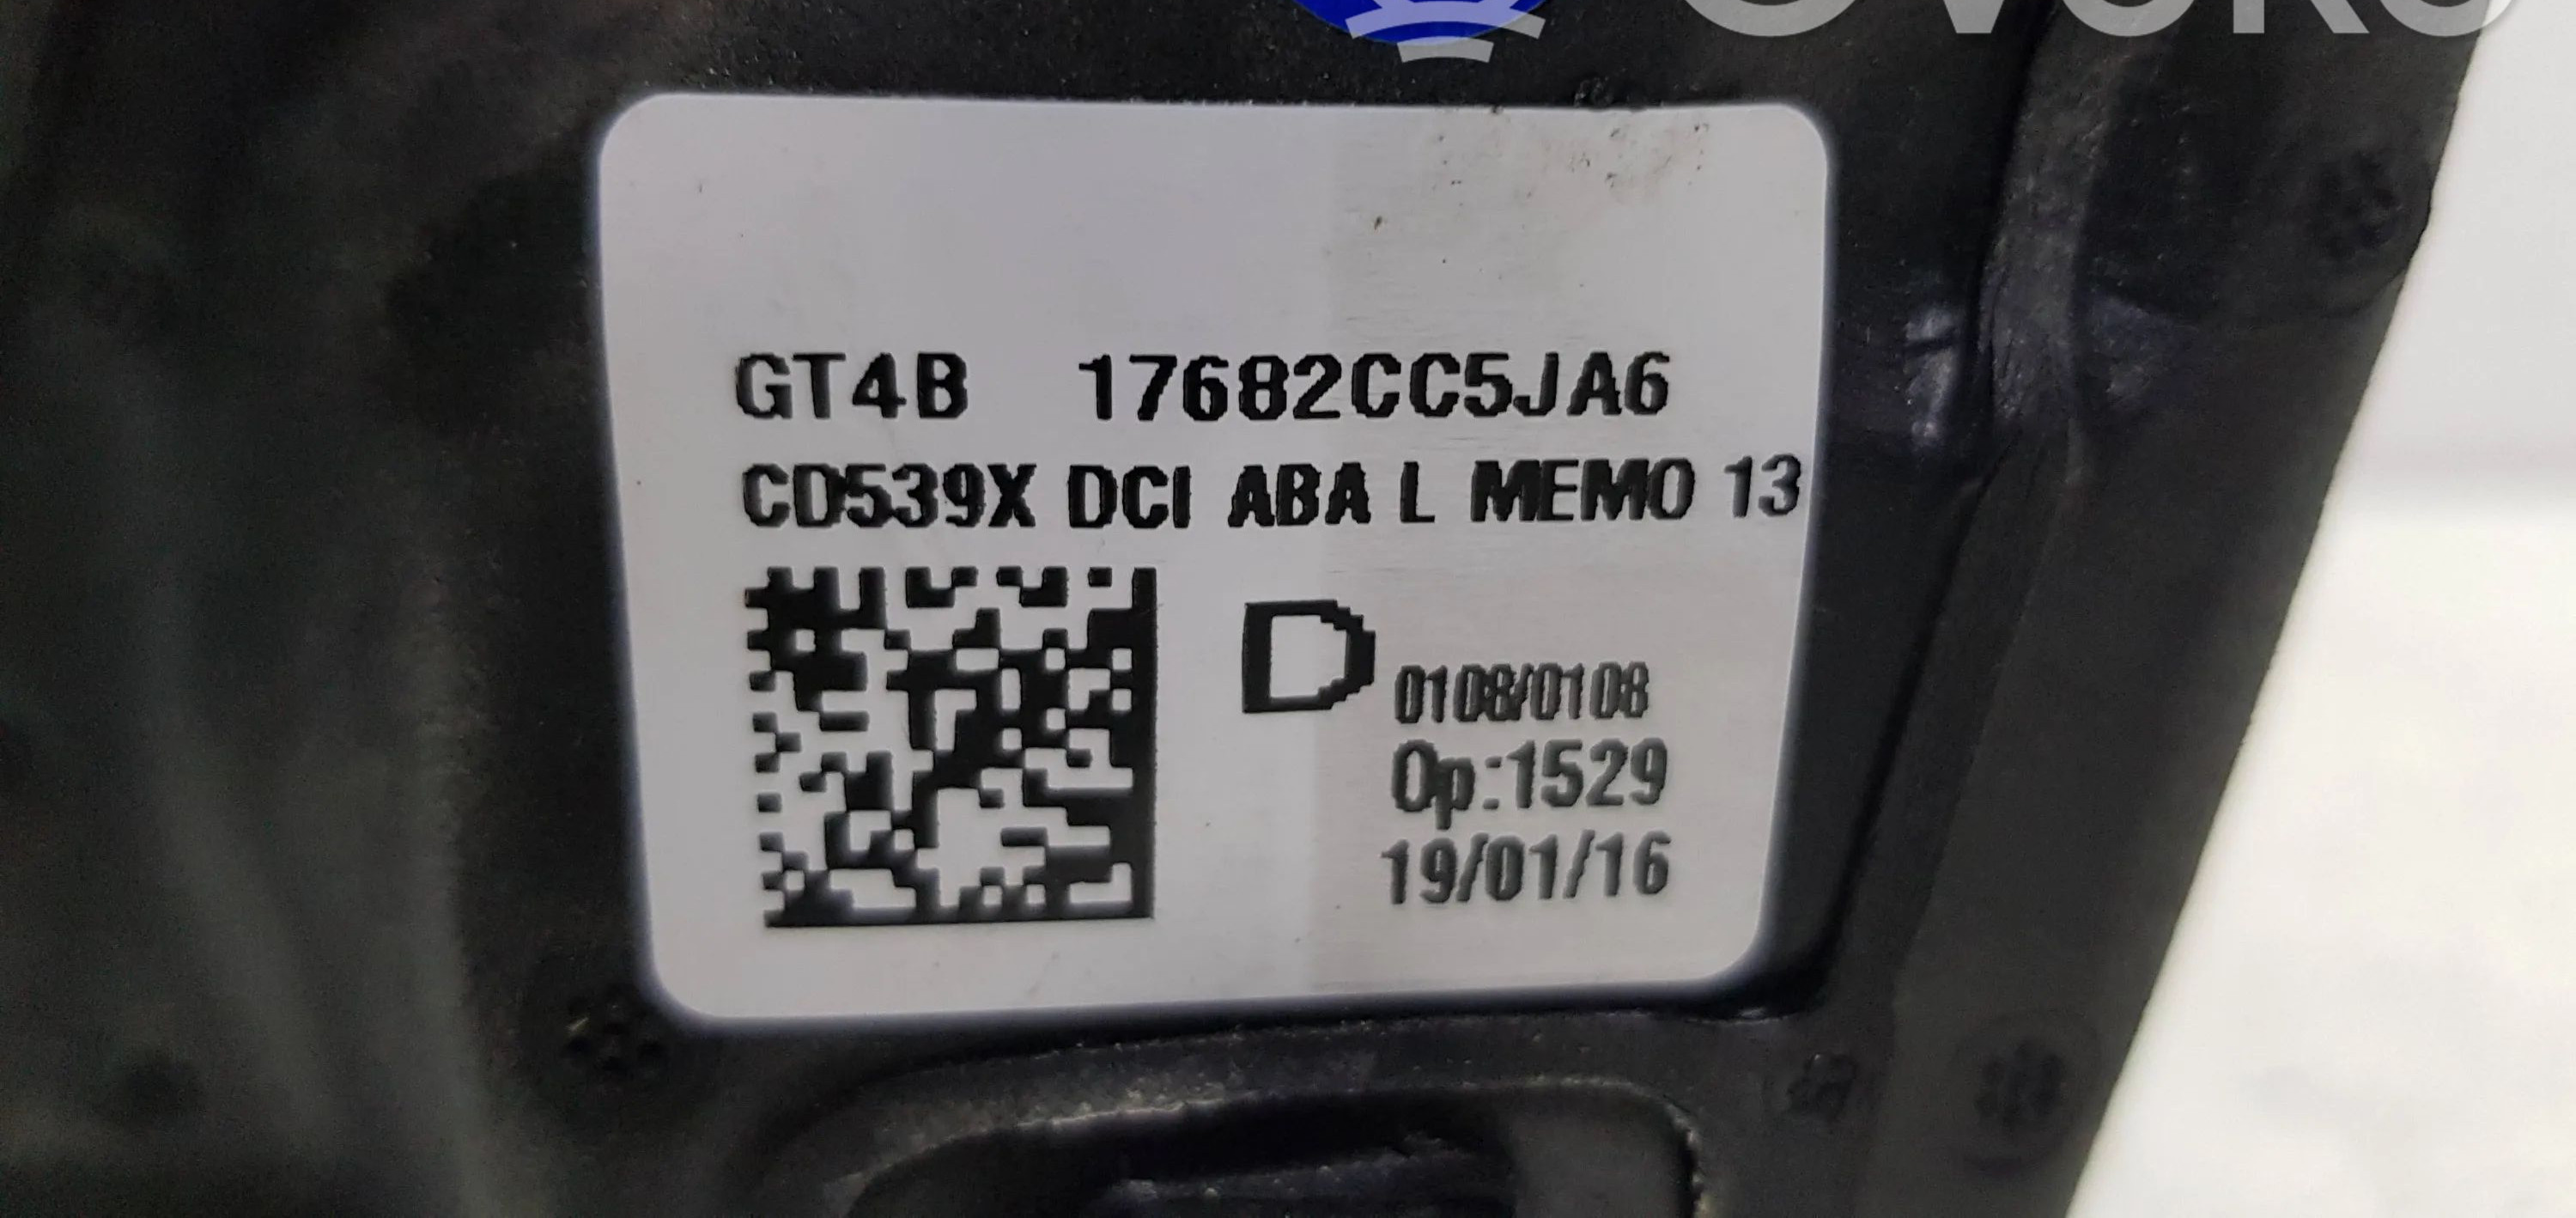 GT4B 17682CC5JA6
CD539X DCI ABA L MEMO 13
D 0108/0108
Op:1529
19/01/16